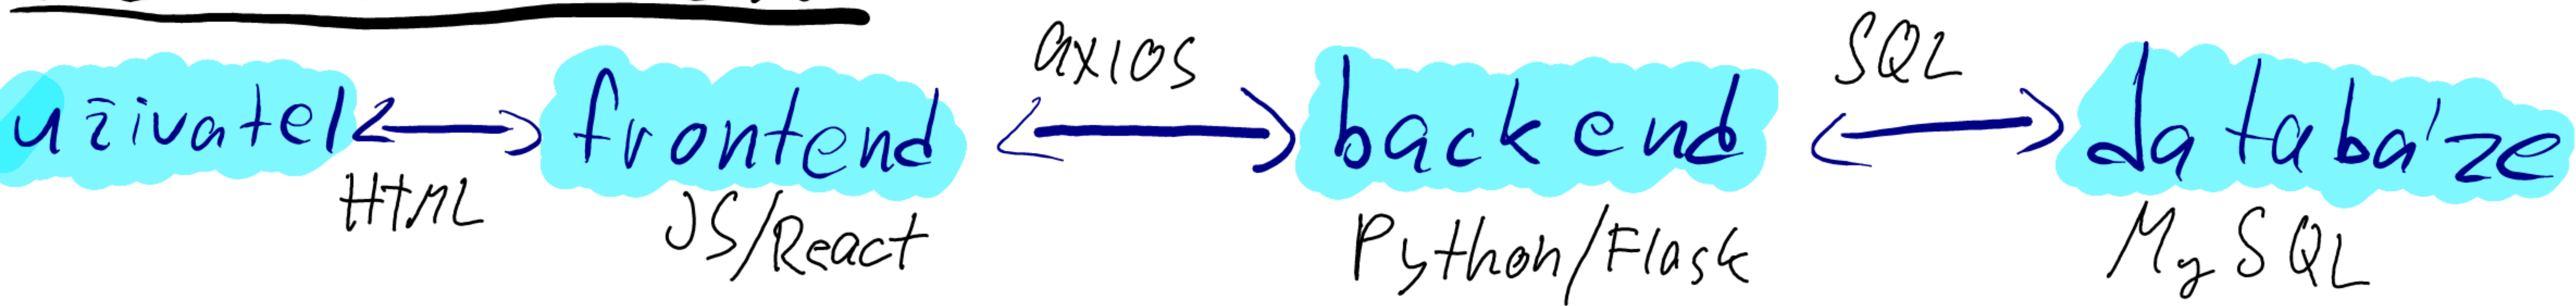 axios SQL
uživatel <-> frontend <-> backend <-> databáze
HTML JS/React Python/Flask MySQL